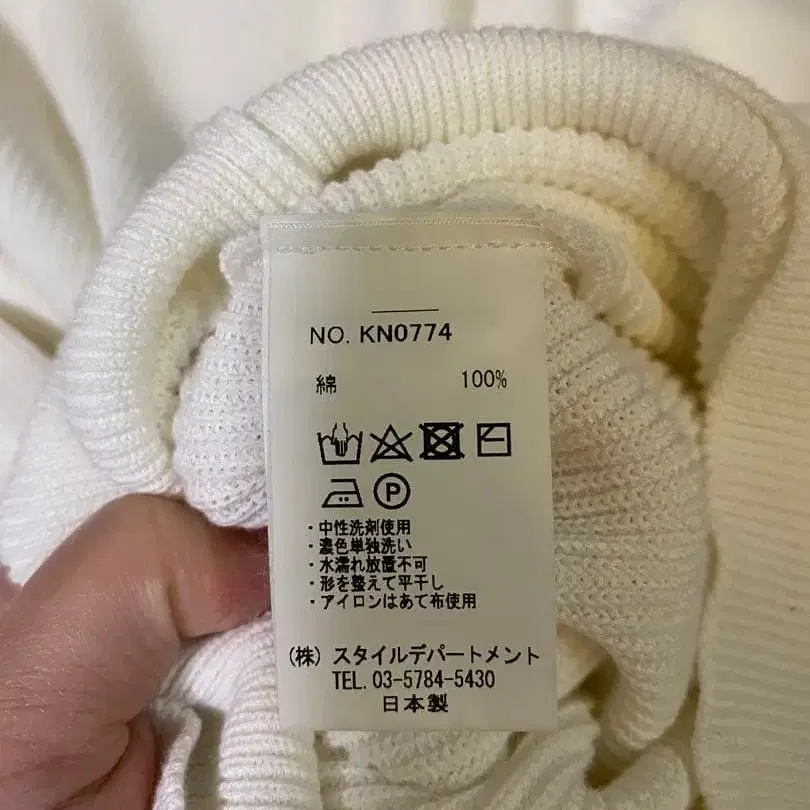 NO. KN0774
綿 100%
P
・中性洗剤使用
・濃色単独洗い
・水濡れ放置不可
・形を整えて平干し
・アイロンはあて布使用
(株) スタイルデパートメント
TEL. 03-5784-5430
日本製